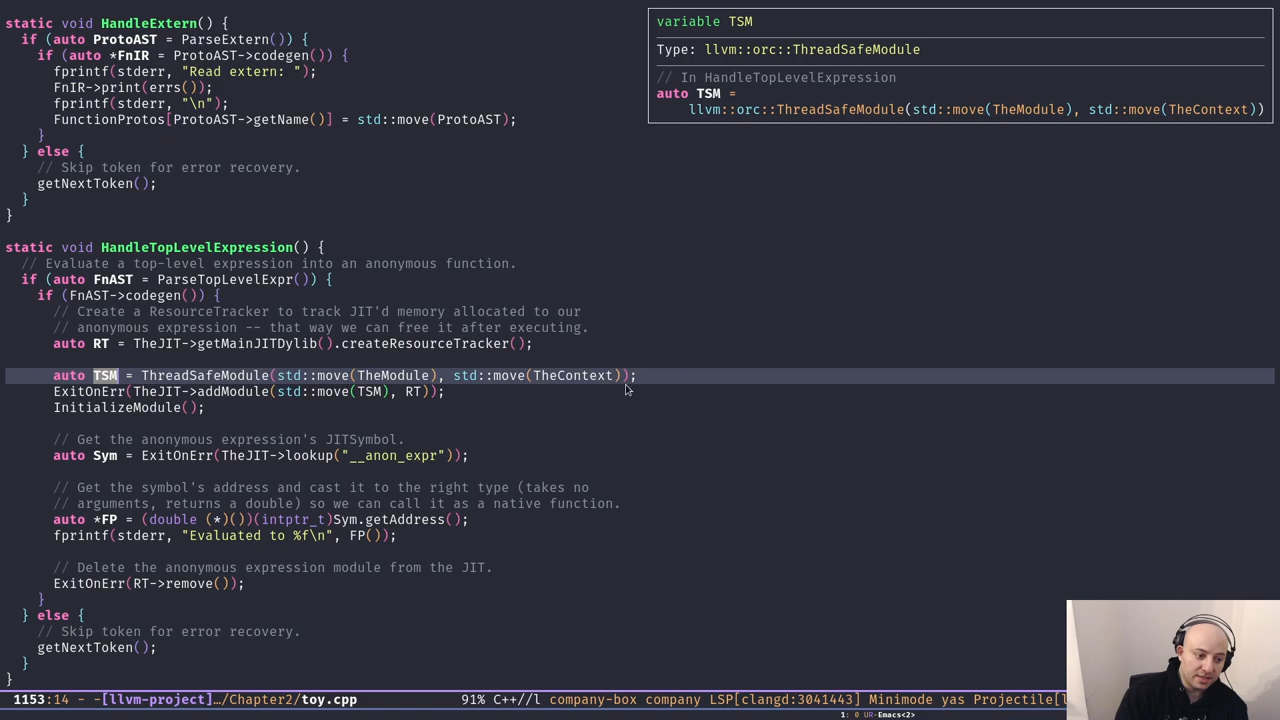 static void HandleExtern() {
  if (auto ProtoAST = ParseExtern()) {
    if (auto *FnIR = ProtoAST->codegen()) {
      fprintf(stderr, "Read extern: ");
      FnIR->print(errs());
      fprintf(stderr, "\n");
      FunctionProtos[ProtoAST->getName()] = std::move(ProtoAST);
    }
  } else {
    // Skip token for error recovery.
    getNextToken();
  }
}

static void HandleTopLevelExpression() {
  // Evaluate a top-level expression into an anonymous function.
  if (auto FnAST = ParseTopLevelExpr()) {
    if (FnAST->codegen()) {
      // Create a ResourceTracker to track JIT'd memory allocated to our
      // anonymous expression -- that way we can free it after executing.
      auto RT = TheJIT->getMainJITDylib().createResourceTracker();

      auto TSM = ThreadSafeModule(std::move(TheModule), std::move(TheContext));
      ExitOnErr(TheJIT->addModule(std::move(TSM), RT));
      InitializeModule();

      // Get the anonymous expression's JITSymbol.
      auto Sym = ExitOnErr(TheJIT->lookup("__anon_expr"));

      // Get the symbol's address and cast it to the right type (takes no
      // arguments, returns a double) so we can call it as a native function.
      auto *FP = (double (*)())(intptr_t)Sym.getAddress();
      fprintf(stderr, "Evaluated to %f\n", FP());

      // Delete the anonymous expression module from the JIT.
      ExitOnErr(RT->remove());
    }
  } else {
    // Skip token for error recovery.
    getNextToken();
  }
}
variable TSM
Type: llvm::orc::ThreadSafeModule
// In HandleTopLevelExpression
auto TSM =
    llvm::orc::ThreadSafeModule(std::move(TheModule), std::move(TheContext))
1153:14 - -[llvm-project]…/Chapter2/toy.cpp 91% C++//l company-box company LSP[clangd:3041443] Minimode yas Projectile[l
1: 0 UR-Emacs<2>